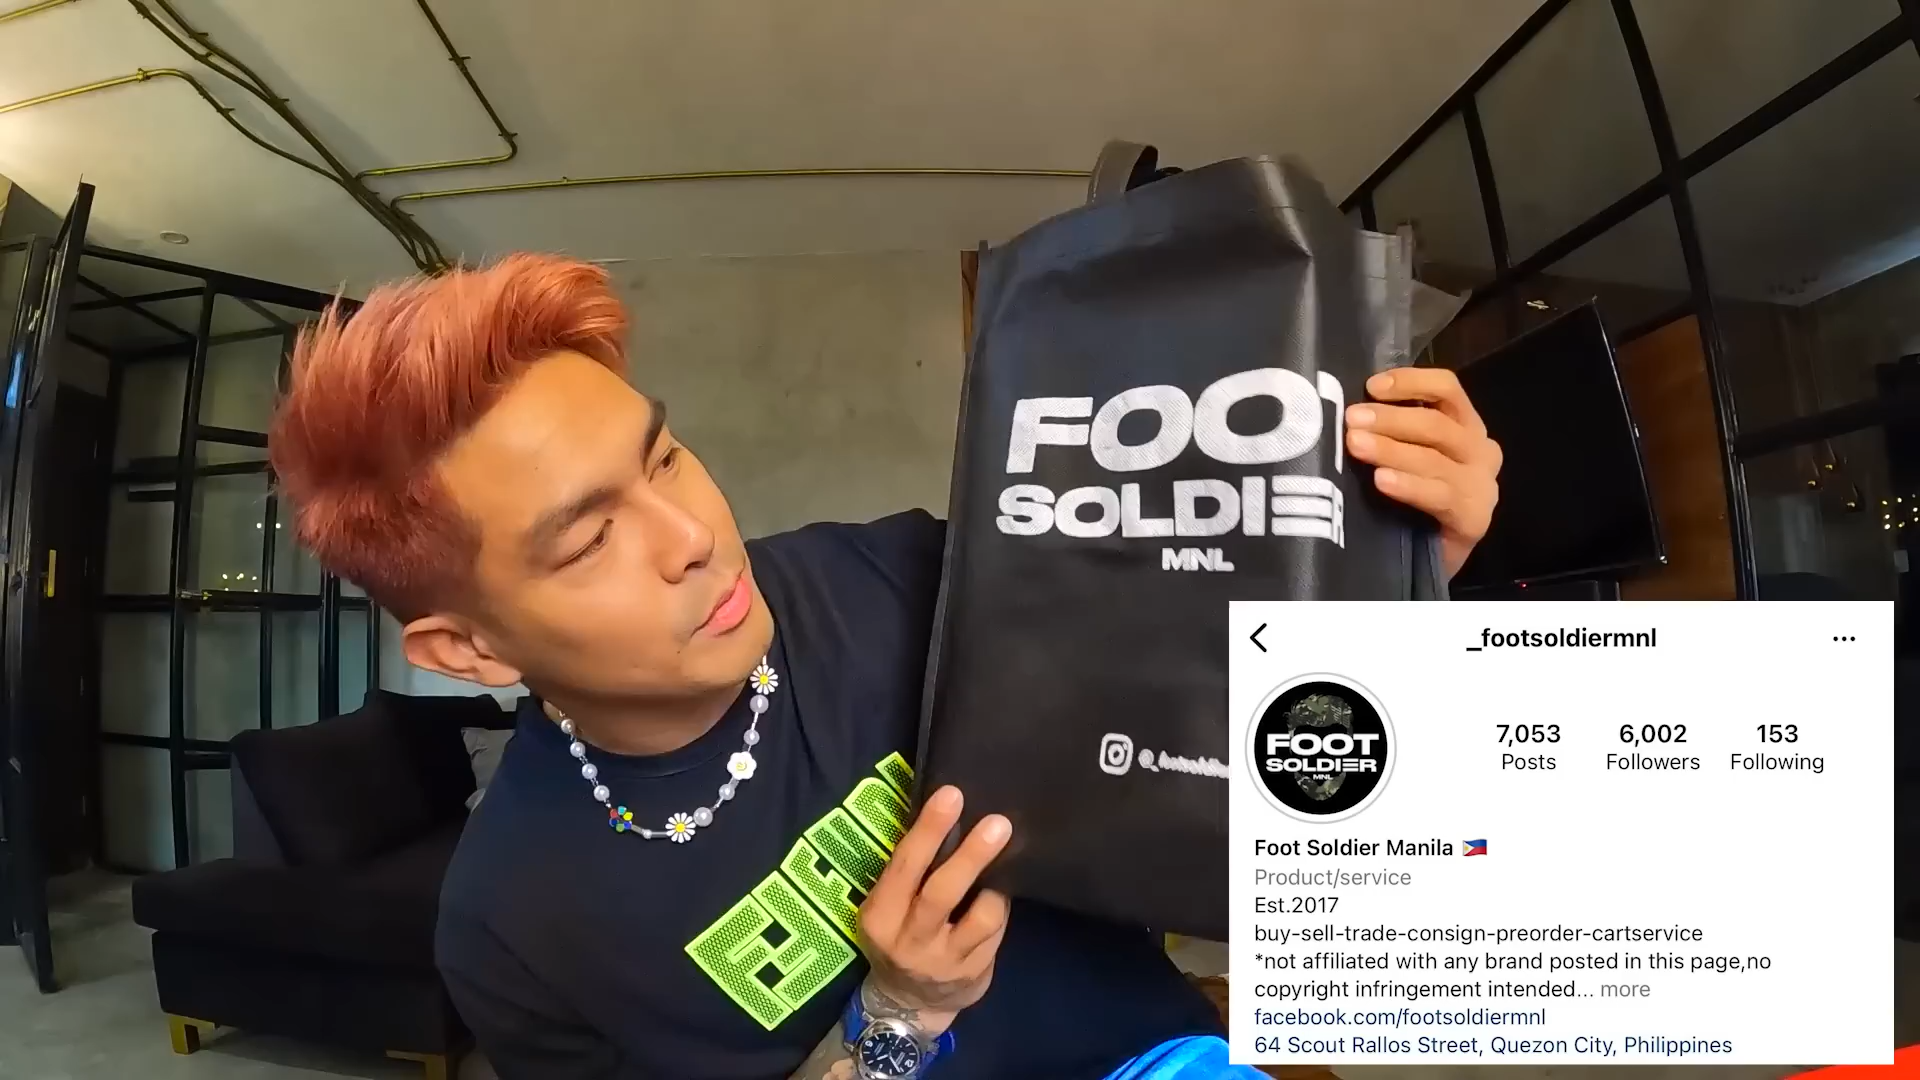 FOOT
SOLDIER
MNL
FENDI
_footsoldiermnl
FOOT
SOLDIER
MNL
7,053
Posts
6,002
Followers
153
Following
Foot Soldier Manila
Product/service
Est.2017
buy-sell-trade-consign-preorder-cartservice
*not affiliated with any brand posted in this page,no
copyright infringement intended... more
facebook.com/footsoldiermnl
64 Scout Rallos Street, Quezon City, Philippines